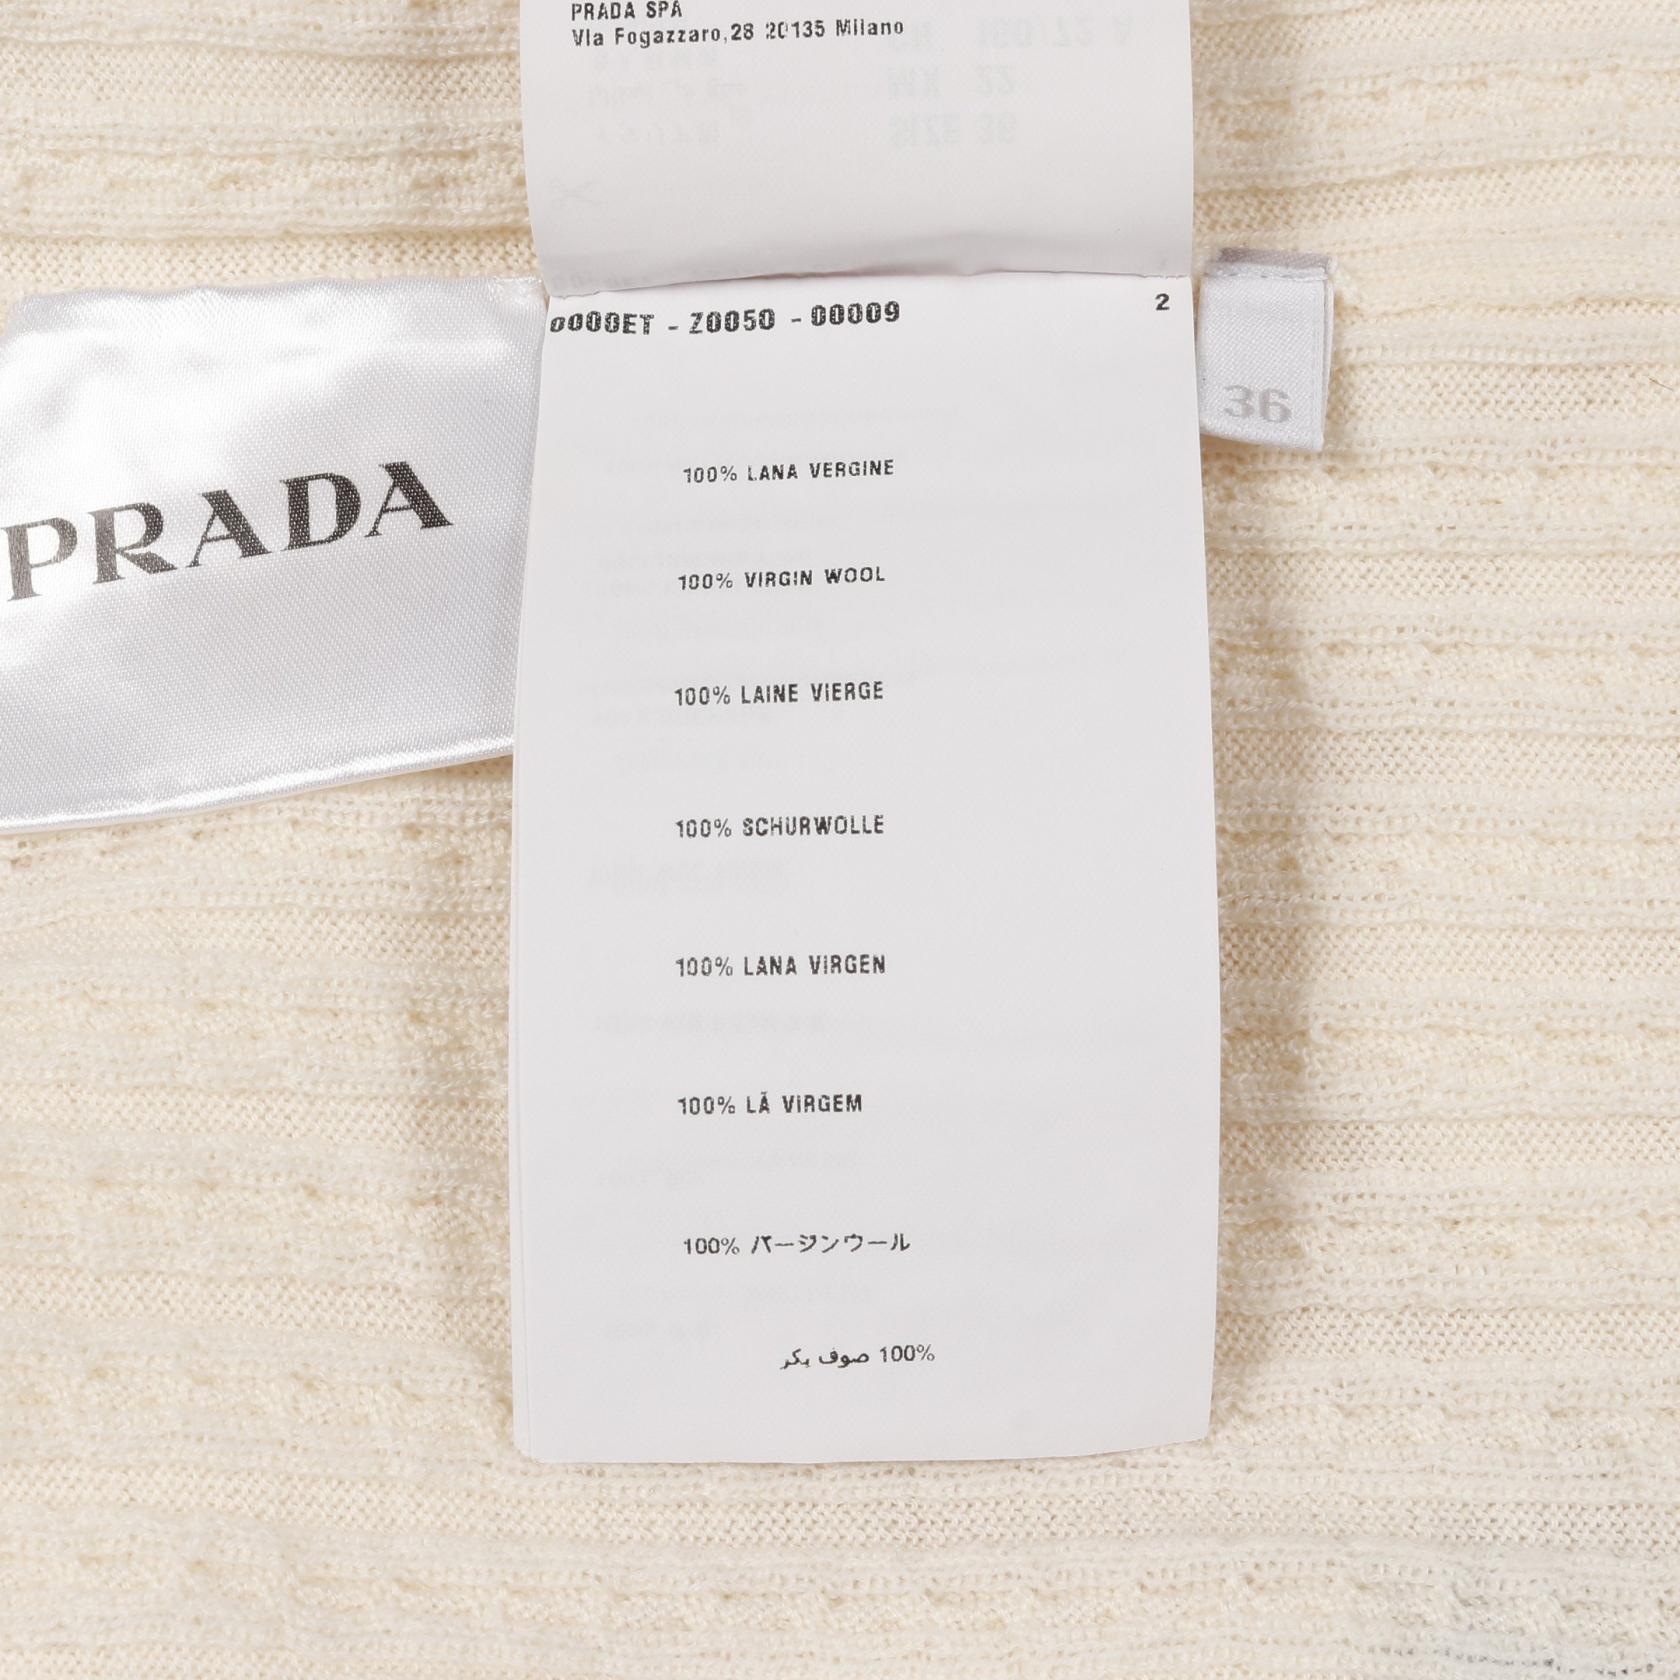 PRADA SPA
Via Fogazzaro,28 20135 Milano
0000ET - Z0050 - 00009
2
36
PRADA
100% LANA VERGINE
100% VIRGIN WOOL
100% LAINE VIERGE
100% SCHURWOLLE
100% LANA VIRGEN
100% LÃ VIRGEM
100% バージンウール
100% صوف بكر